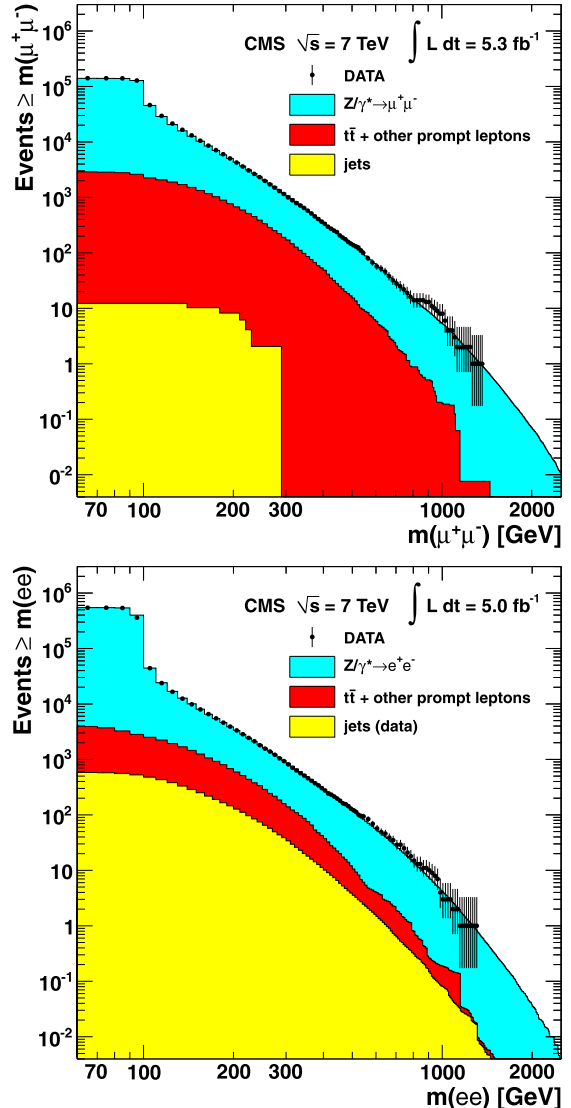 Events ≥ m(μ⁺μ⁻)
CMS √s = 7 TeV ∫ L dt = 5.3 fb⁻¹
DATA
Z/γ*→μ⁺μ⁻
tt̄ + other prompt leptons
jets
10⁶
10⁵
10⁴
10³
10²
10
1
10⁻¹
10⁻²
70 100 200 300 1000 2000
m(μ⁺μ⁻) [GeV]
Events ≥ m(ee)
CMS √s = 7 TeV ∫ L dt = 5.0 fb⁻¹
DATA
Z/γ*→e⁺e⁻
tt̄ + other prompt leptons
jets (data)
10⁶
10⁵
10⁴
10³
10²
10
1
10⁻¹
10⁻²
70 100 200 300 1000 2000
m(ee) [GeV]